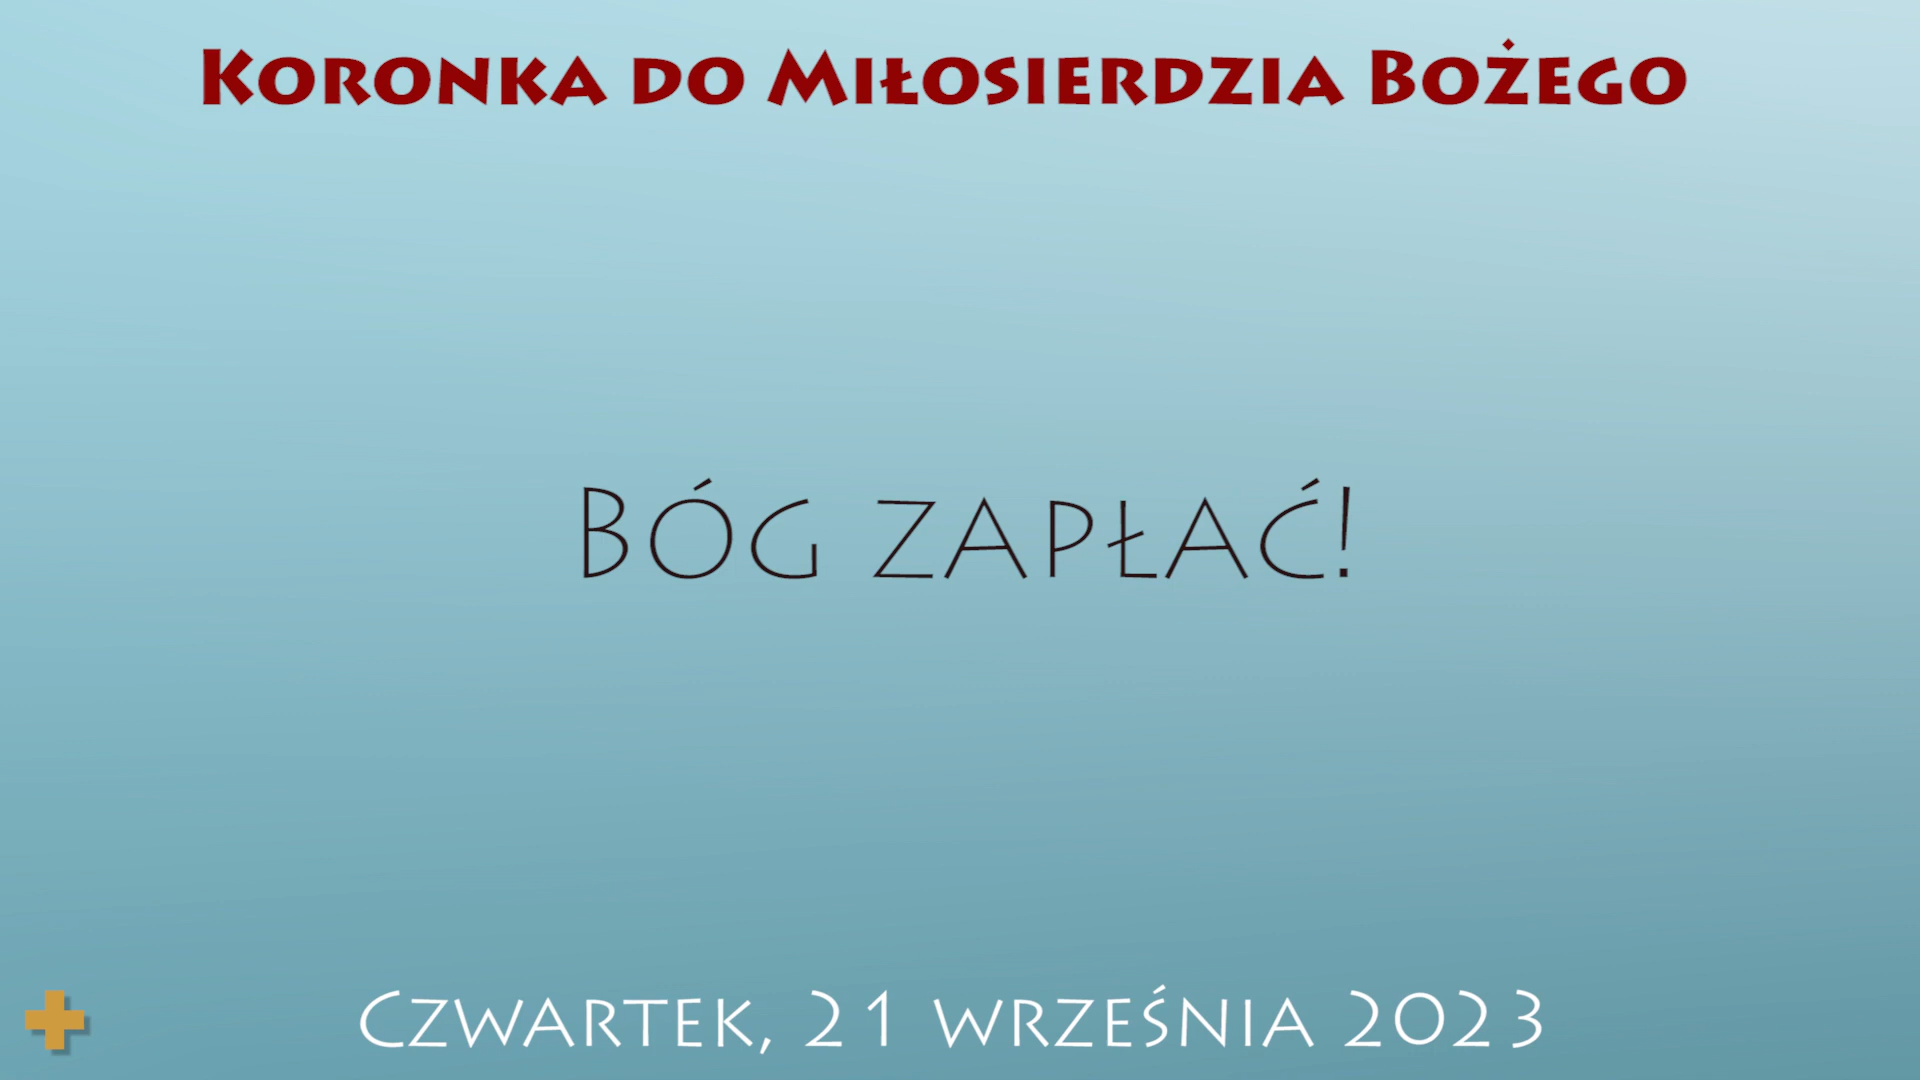 Koronka do Miłosierdzia Bożego
Bóg zapłać!
Czwartek, 21 września 2023